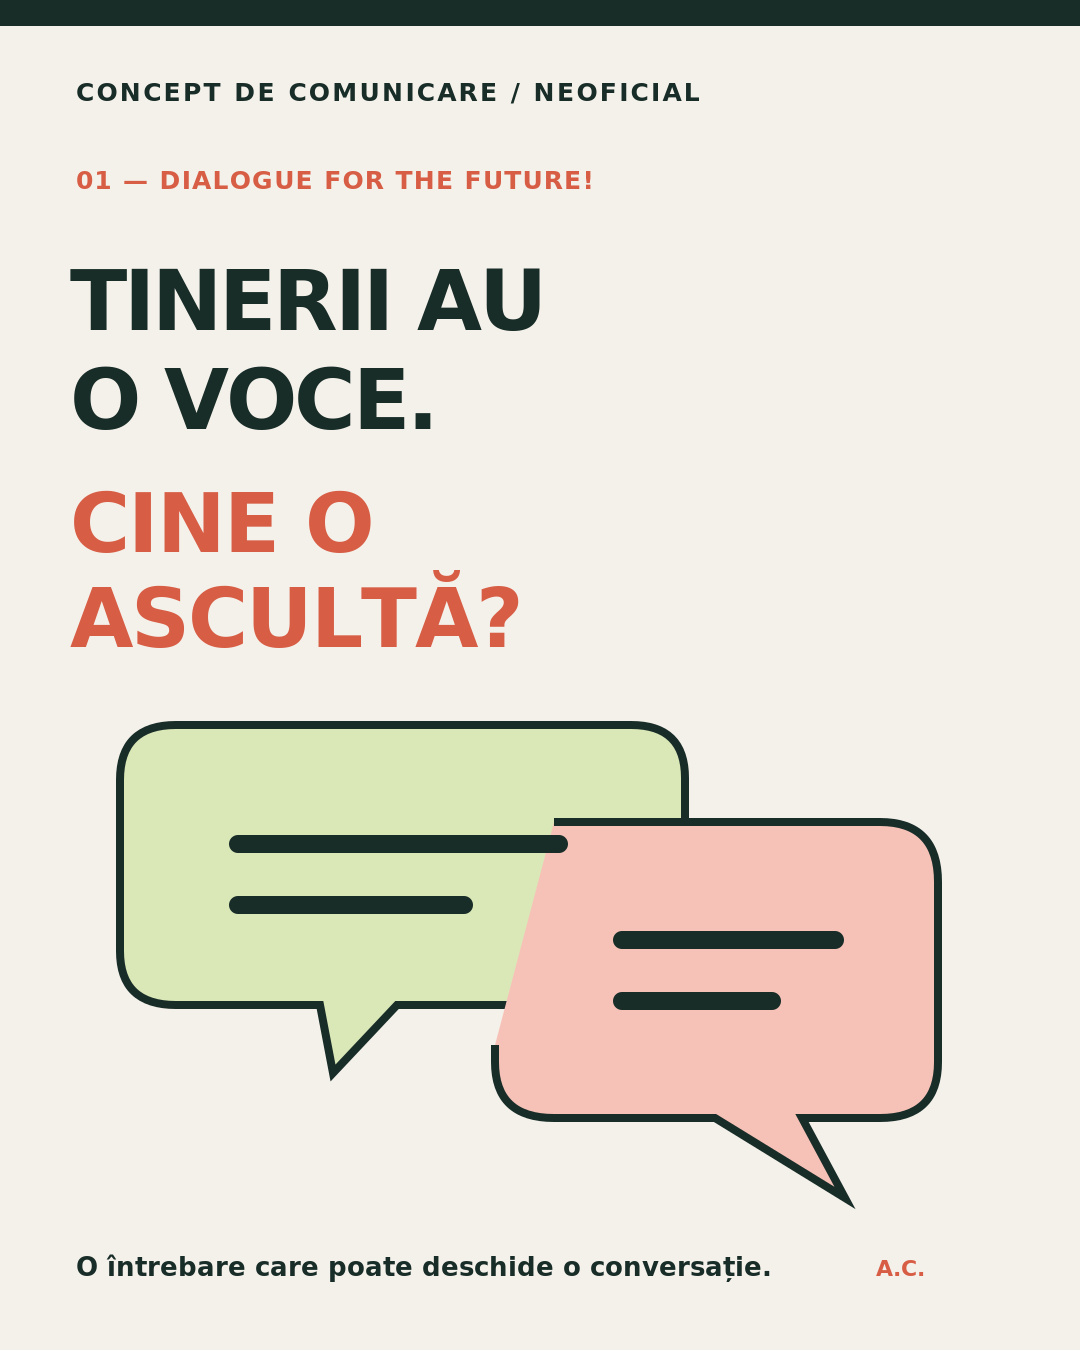 CONCEPT DE COMUNICARE / NEOFICIAL
01 — DIALOGUE FOR THE FUTURE!
TINERII AU
O VOCE.
CINE O
ASCULTĂ?
O întrebare care poate deschide o conversație.
A.C.